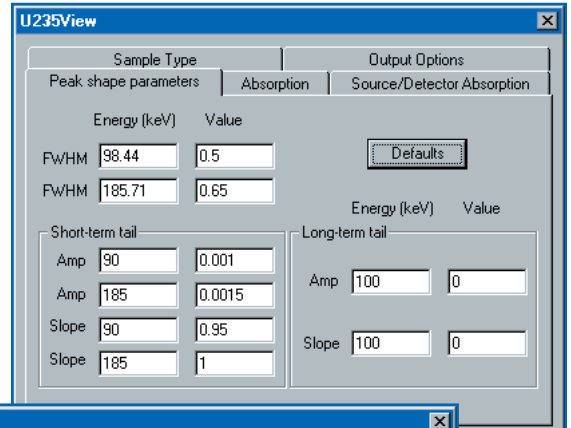 U235View
Sample Type Output Options
Peak shape parameters Absorption Source/Detector Absorption
Energy (keV) Value
FWHM 98.44 0.5
Defaults
FWHM 185.71 0.65
Energy (keV) Value
Short-term tail
Amp 90 0.001
Amp 185 0.0015
Slope 90 0.95
Slope 185 1
Long-term tail
Amp 100 0
Slope 100 0